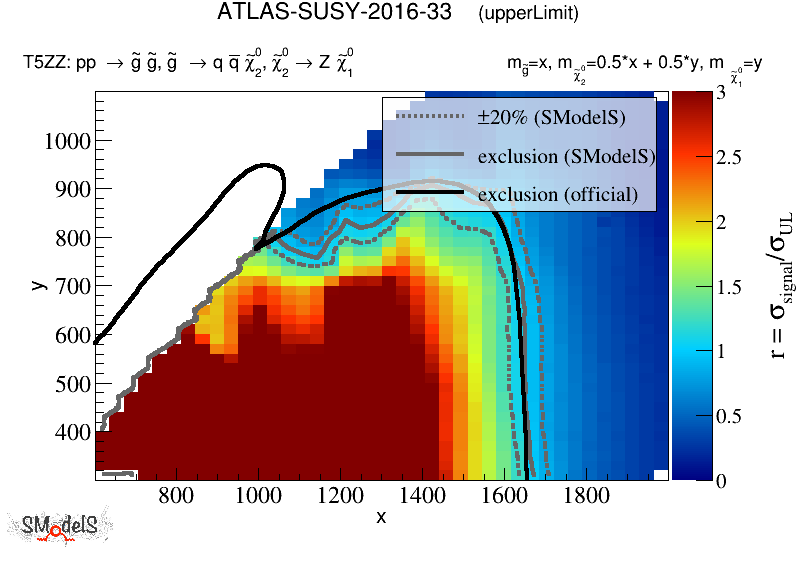 ATLAS-SUSY-2016-33 (upperLimit)
T5ZZ: pp → g̃ g̃, g̃ → q q̅ χ̃₂⁰, χ̃₂⁰ → Z χ̃₁⁰
m_g̃=x, m_χ̃₂⁰=0.5*x + 0.5*y, m_χ̃₁⁰=y
±20% (SModelS)
exclusion (SModelS)
exclusion (official)
1000
900
800
700
600
500
400
y
800 1000 1200 1400 1600 1800
x
3
2.5
2
1.5
1
0.5
0
r = σ_signal/σ_UL
SModelS